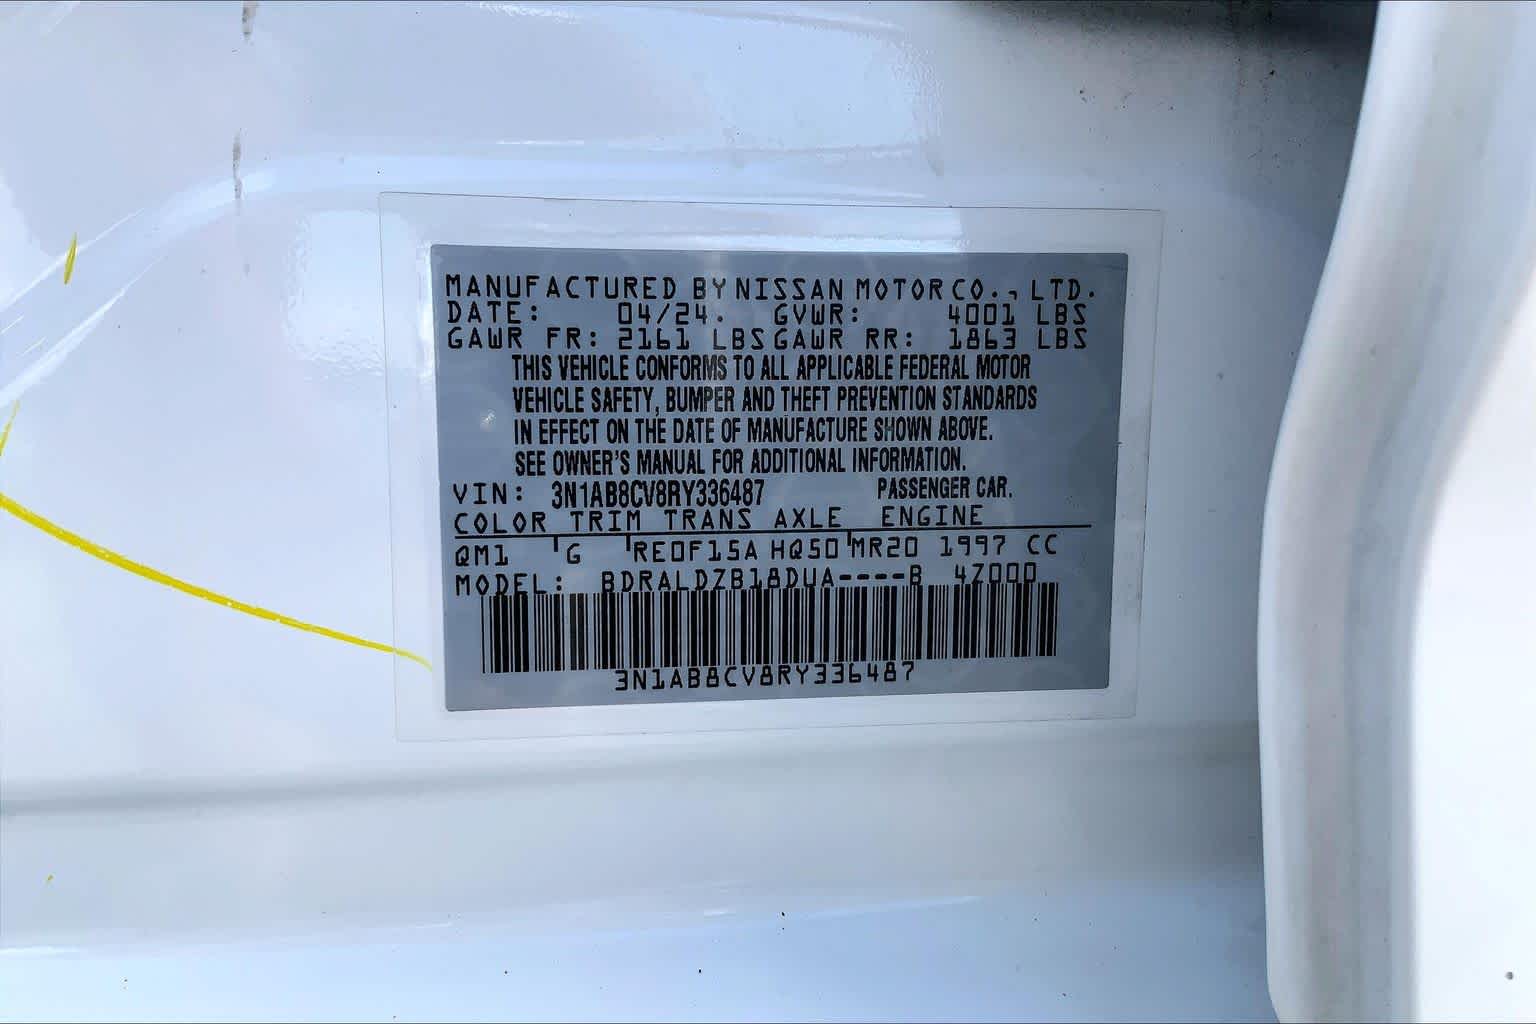 MANUFACTURED BY NISSAN MOTOR CO., LTD.
DATE: 04/24. GVWR: 4001 LBS
GAWR FR: 2161 LBS GAWR RR: 1863 LBS
THIS VEHICLE CONFORMS TO ALL APPLICABLE FEDERAL MOTOR
VEHICLE SAFETY, BUMPER AND THEFT PREVENTION STANDARDS
IN EFFECT ON THE DATE OF MANUFACTURE SHOWN ABOVE.
SEE OWNER'S MANUAL FOR ADDITIONAL INFORMATION.
VIN: 3N1AB8CV8RY336487 PASSENGER CAR.
COLOR TRIM TRANS AXLE ENGINE
QM1 G RE0F15A HQ50 MR20 1997 CC
MODEL: BDRALDZB18DUA----B 4Z000
3N1AB8CV8RY336487